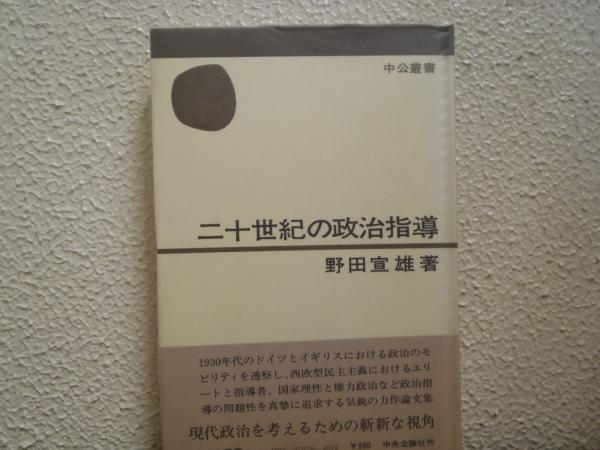 中公叢書
二十世紀の政治指導
野田宣雄著
1930年代のドイツとイギリスにおける政治のモ
ビリティを透察し、西欧型民主主義におけるエリ
ートと指導者、国家理性と権力政治など政治指
導の問題性を真摯に追求する気鋭の力作論文集
現代政治を考えるための斬新な視角
¥980 中央公論社刊